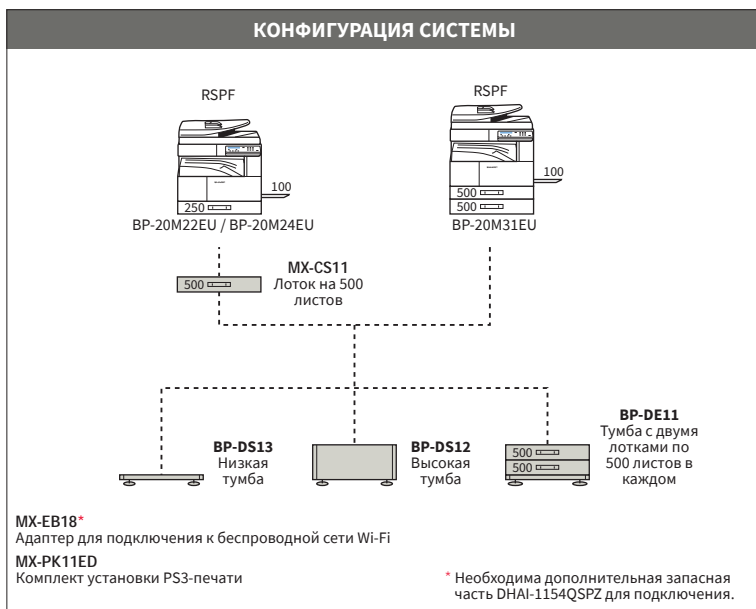 КОНФИГУРАЦИЯ СИСТЕМЫ
RSPF
RSPF
100
250
BP-20M22EU / BP-20M24EU
100
500
500
BP-20M31EU
500
MX-CS11
Лоток на 500
листов
BP-DS13
Низкая
тумба
BP-DS12
Высокая
тумба
500
500
BP-DE11
Тумба с двумя
лотками по
500 листов в
каждом
MX-EB18*
Адаптер для подключения к беспроводной сети Wi-Fi
MX-PK11ED
Комплект установки PS3-печати
* Необходима дополнительная запасная
часть DHAI-1154QSPZ для подключения.